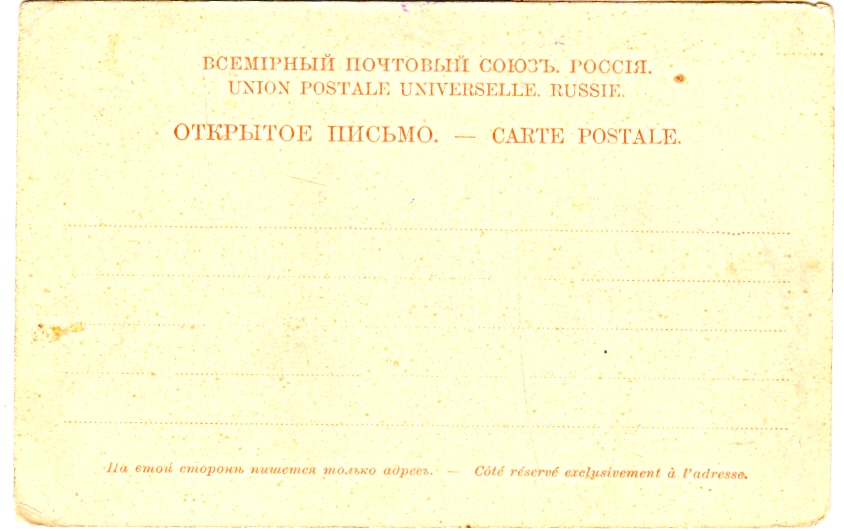 ВСЕМІРНЫЙ ПОЧТОВЫЙ СОЮЗЪ. РОССІЯ.
UNION POSTALE UNIVERSELLE. RUSSIE.
ОТКРЫТОЕ ПИСЬМО. — CARTE POSTALE.
На етой сторонѣ пишется только адресъ. — Côté réservé exclusivement à l'adresse.